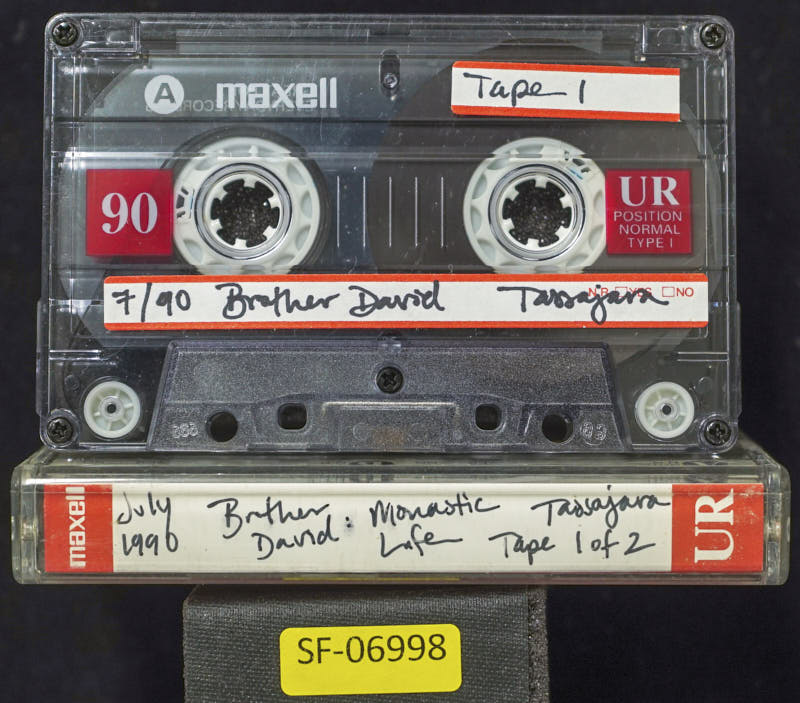 A maxell
Tape 1
90
UR
POSITION
NORMAL
TYPE I
7/90 Brother David Tassajara
N.R. □YES □NO
maxell
July 1990
Brother David: Monastic Life
Tassajara Tape 1 of 2
UR
SF-06998